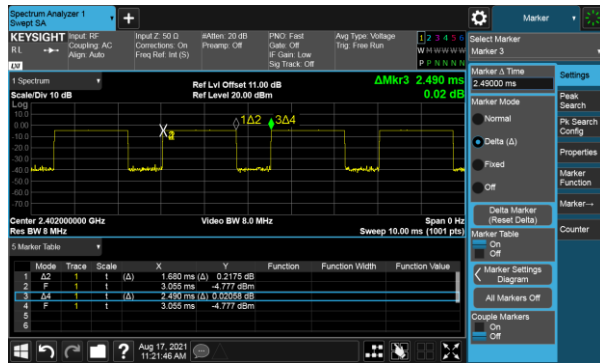 Spectrum Analyzer 1
Swept SA
Marker
KEYSIGHT
RL
Input: RF
Coupling: AC
Align: Auto
Input Z: 50 Ω
Corrections: On
Freq Ref: Int (S)
#Atten: 20 dB
Preamp: Off
PNO: Fast
Gate: Off
IF Gain: Low
Sig Track: Off
Avg Type: Voltage
Trig: Free Run
1 2 3 4 5 6
W W W W W W
P P N N N N
LXI
Select Marker
Marker 3
1 Spectrum
Scale/Div 10 dB
Ref Lvl Offset 11.00 dB
Ref Level 20.00 dBm
ΔMkr3 2.490 ms
0.02 dB
Log
10.0
0.00
-10.0
-20.0
-30.0
-40.0
-50.0
-60.0
-70.0
1Δ2
3Δ4
Center 2.402000000 GHz
Res BW 8 MHz
Video BW 8.0 MHz
Span 0 Hz
Sweep 10.00 ms (1001 pts)
5 Marker Table
Mode Trace Scale X Y Function Function Width Function Value
1 Δ2 1 t (Δ) 1.680 ms (Δ) 0.2175 dB
2 F 1 t 3.055 ms -4.777 dBm
3 Δ4 1 t (Δ) 2.490 ms (Δ) 0.02058 dB
4 F 1 t 3.055 ms -4.777 dBm
5
6
Marker Δ Time
2.49000 ms
Marker Mode
Normal
Delta (Δ)
Fixed
Off
Delta Marker
(Reset Delta)
Marker Table
On
Off
Marker Settings
Diagram
All Markers Off
Couple Markers
On
Off
Settings
Peak
Search
Pk Search
Config
Properties
Marker
Function
Marker→
Counter
Aug 17, 2021
11:21:46 AM